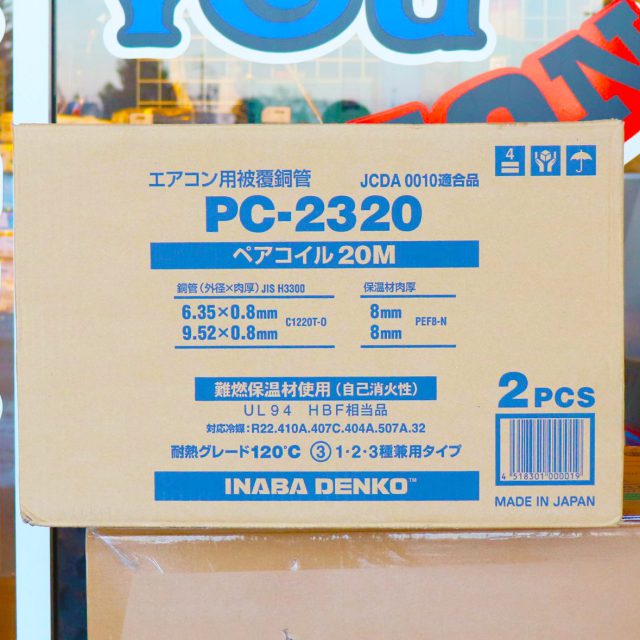 YOU
エアコン用被覆銅管
JCDA 0010適合品
4
PC-2320
ペアコイル 20M
銅管(外径×肉厚) JIS H3300
保温材肉厚
6.35×0.8mm
9.52×0.8mm
C1220T-O
8mm
8mm
PEF8-N
難燃保温材使用(自己消火性)
UL94 HBF相当品
対応冷媒:R22.410A.407C.404A.507A.32
耐熱グレード120℃ ③1・2・3種兼用タイプ
INABA DENKO™
2PCS
4 518301 000019
MADE IN JAPAN